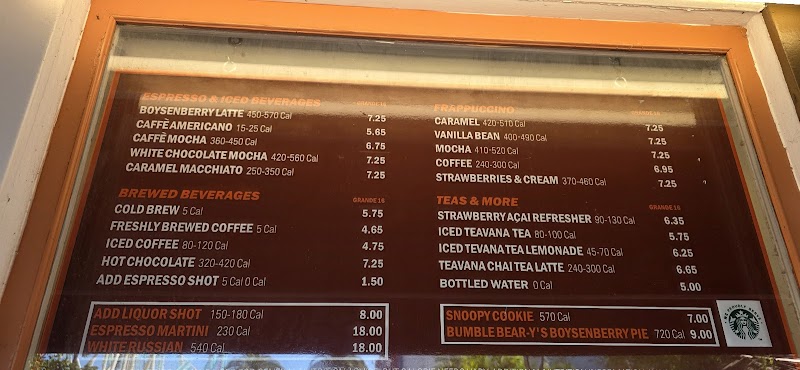 ESPRESSO & ICED BEVERAGES GRANDE 16
BOYSENBERRY LATTE 450-570 Cal 7.25
CAFFÈ AMERICANO 15-25 Cal 5.65
CAFFÈ MOCHA 360-450 Cal 6.75
WHITE CHOCOLATE MOCHA 420-560 Cal 7.25
CARAMEL MACCHIATO 250-350 Cal 7.25
BREWED BEVERAGES GRANDE 16
COLD BREW 5 Cal 5.75
FRESHLY BREWED COFFEE 5 Cal 4.65
ICED COFFEE 80-120 Cal 4.75
HOT CHOCOLATE 320-420 Cal 7.25
ADD ESPRESSO SHOT 5 Cal 0 Cal 1.50
ADD LIQUOR SHOT 150-180 Cal 8.00
ESPRESSO MARTINI 230 Cal 18.00
WHITE RUSSIAN 540 Cal 18.00
FRAPPUCCINO GRANDE 16
CARAMEL 420-510 Cal 7.25
VANILLA BEAN 400-490 Cal 7.25
MOCHA 410-520 Cal 7.25
COFFEE 240-300 Cal 6.95
STRAWBERRIES & CREAM 370-460 Cal 7.25
TEAS & MORE GRANDE 16
STRAWBERRY AÇAI REFRESHER 90-130 Cal 6.35
ICED TEAVANA TEA 80-100 Cal 5.75
ICED TEVANA TEA LEMONADE 45-70 Cal 6.25
TEAVANA CHAI TEA LATTE 240-300 Cal 6.65
BOTTLED WATER 0 Cal 5.00
SNOOPY COOKIE 570 Cal 7.00
BUMBLE BEAR-Y'S BOYSENBERRY PIE 720 Cal 9.00
WE PROUDLY SERVE